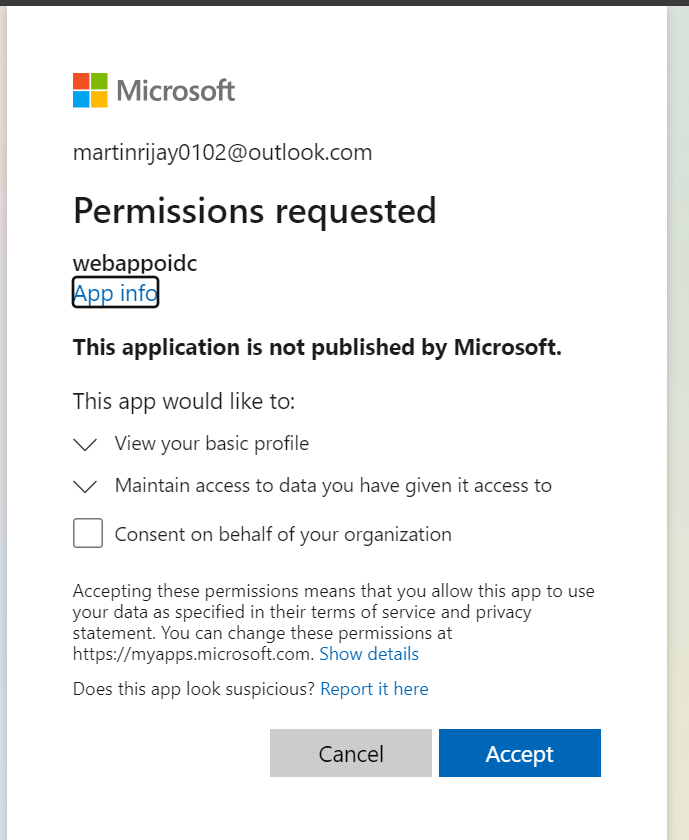 Microsoft
martinrijay0102@outlook.com
Permissions requested
webappoidc
App info
This application is not published by Microsoft.
This app would like to:
View your basic profile
Maintain access to data you have given it access to
Consent on behalf of your organization
Accepting these permissions means that you allow this app to use
your data as specified in their terms of service and privacy
statement. You can change these permissions at
https://myapps.microsoft.com. Show details
Does this app look suspicious? Report it here
Cancel Accept